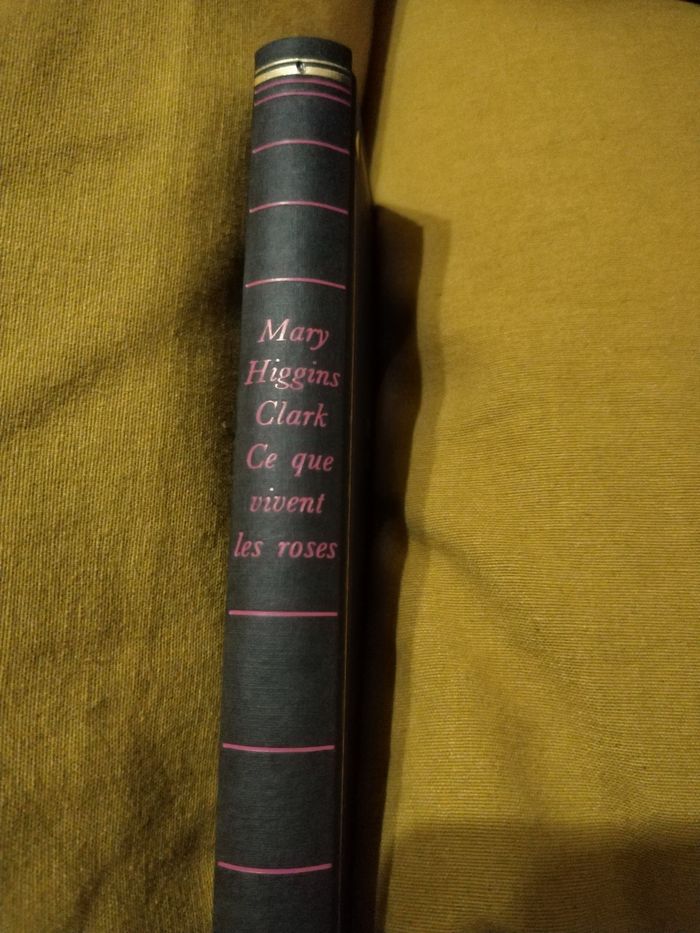 Mary
Higgins
Clark
Ce que
vivent
les roses